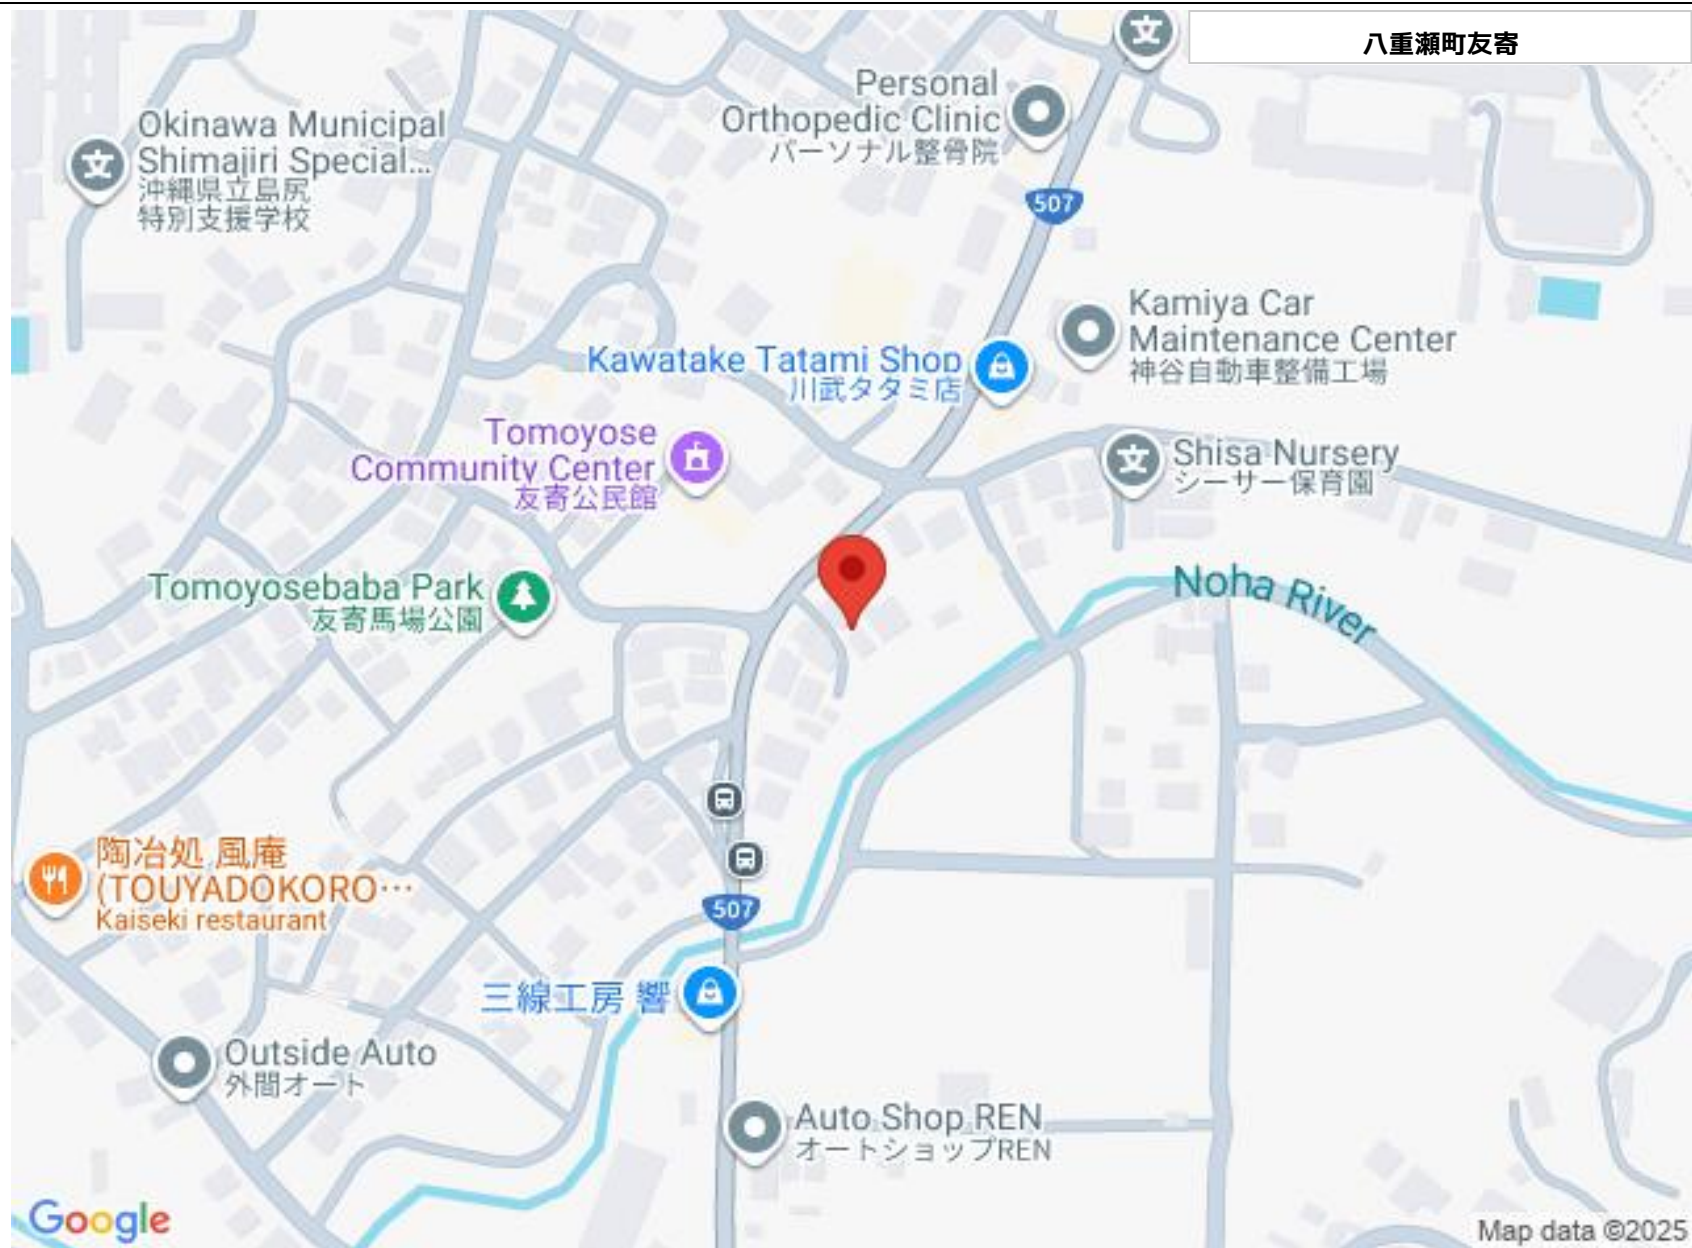 八重瀬町友寄
Personal
Orthopedic Clinic
パーソナル整骨院
Okinawa Municipal
Shimajiri Special...
沖縄県立島尻
特別支援学校
507
Kamiya Car
Maintenance Center
神谷自動車整備工場
Kawatake Tatami Shop
川武タタミ店
Tomoyose
Community Center
友寄公民館
Shisa Nursery
シーサー保育園
Tomoyosebaba Park
友寄馬場公園
Noha River
陶冶処 風庵
(TOUYADOKORO…
Kaiseki restaurant
507
三線工房 響
Outside Auto
外間オート
Auto Shop REN
オートショップREN
Google
Map data ©2025